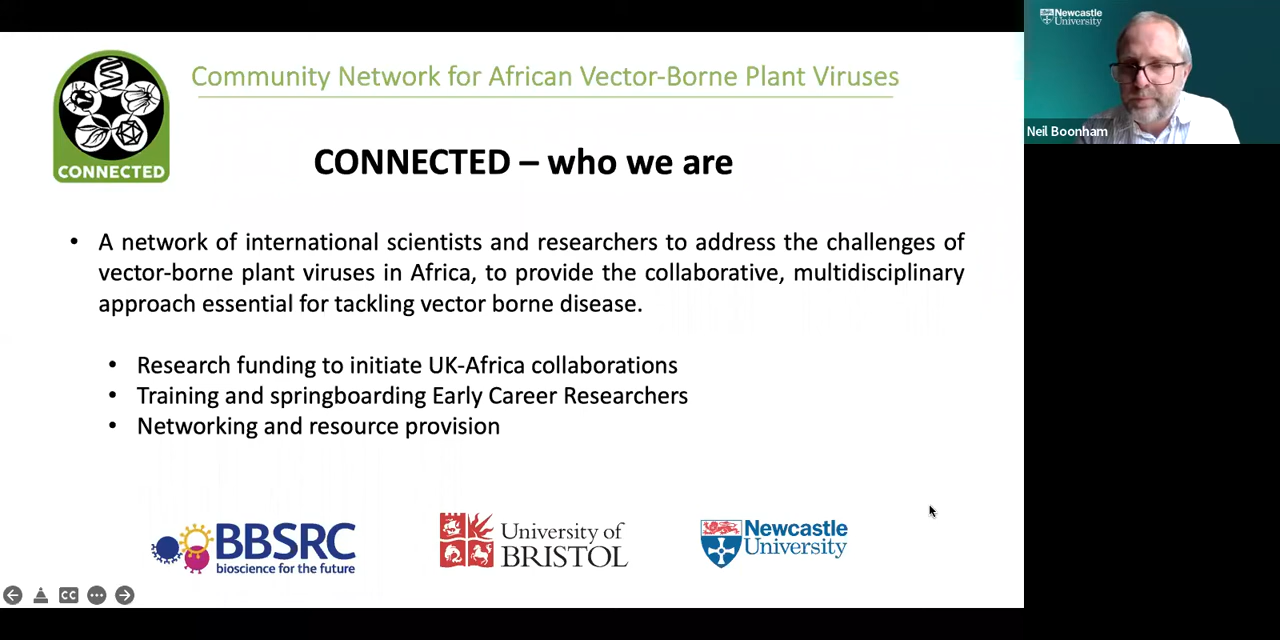 Community Network for African Vector-Borne Plant Viruses
CONNECTED
CONNECTED – who we are
• A network of international scientists and researchers to address the challenges of
vector-borne plant viruses in Africa, to provide the collaborative, multidisciplinary
approach essential for tackling vector borne disease.
• Research funding to initiate UK-Africa collaborations
• Training and springboarding Early Career Researchers
• Networking and resource provision
BBSRC
bioscience for the future
University of
BRISTOL
Newcastle
University
CC
Newcastle
University
Neil Boonham